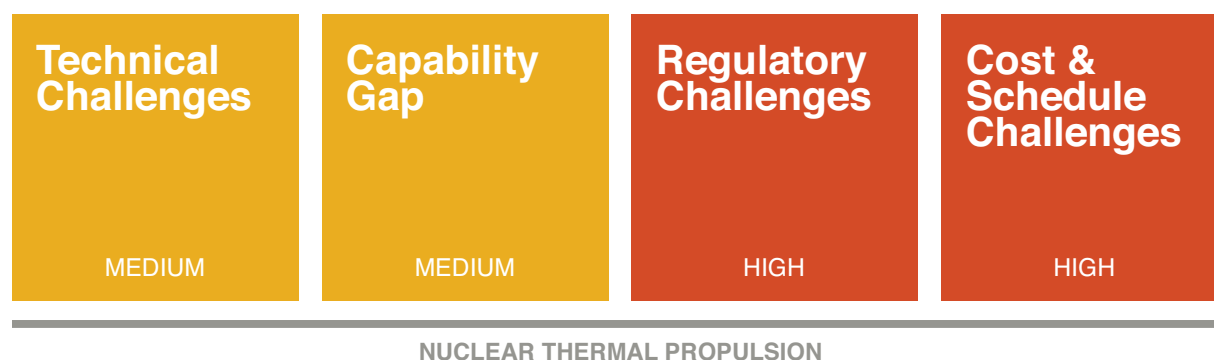 Technical
Challenges
MEDIUM
Capability
Gap
MEDIUM
Regulatory
Challenges
HIGH
Cost &
Schedule
Challenges
HIGH
NUCLEAR THERMAL PROPULSION